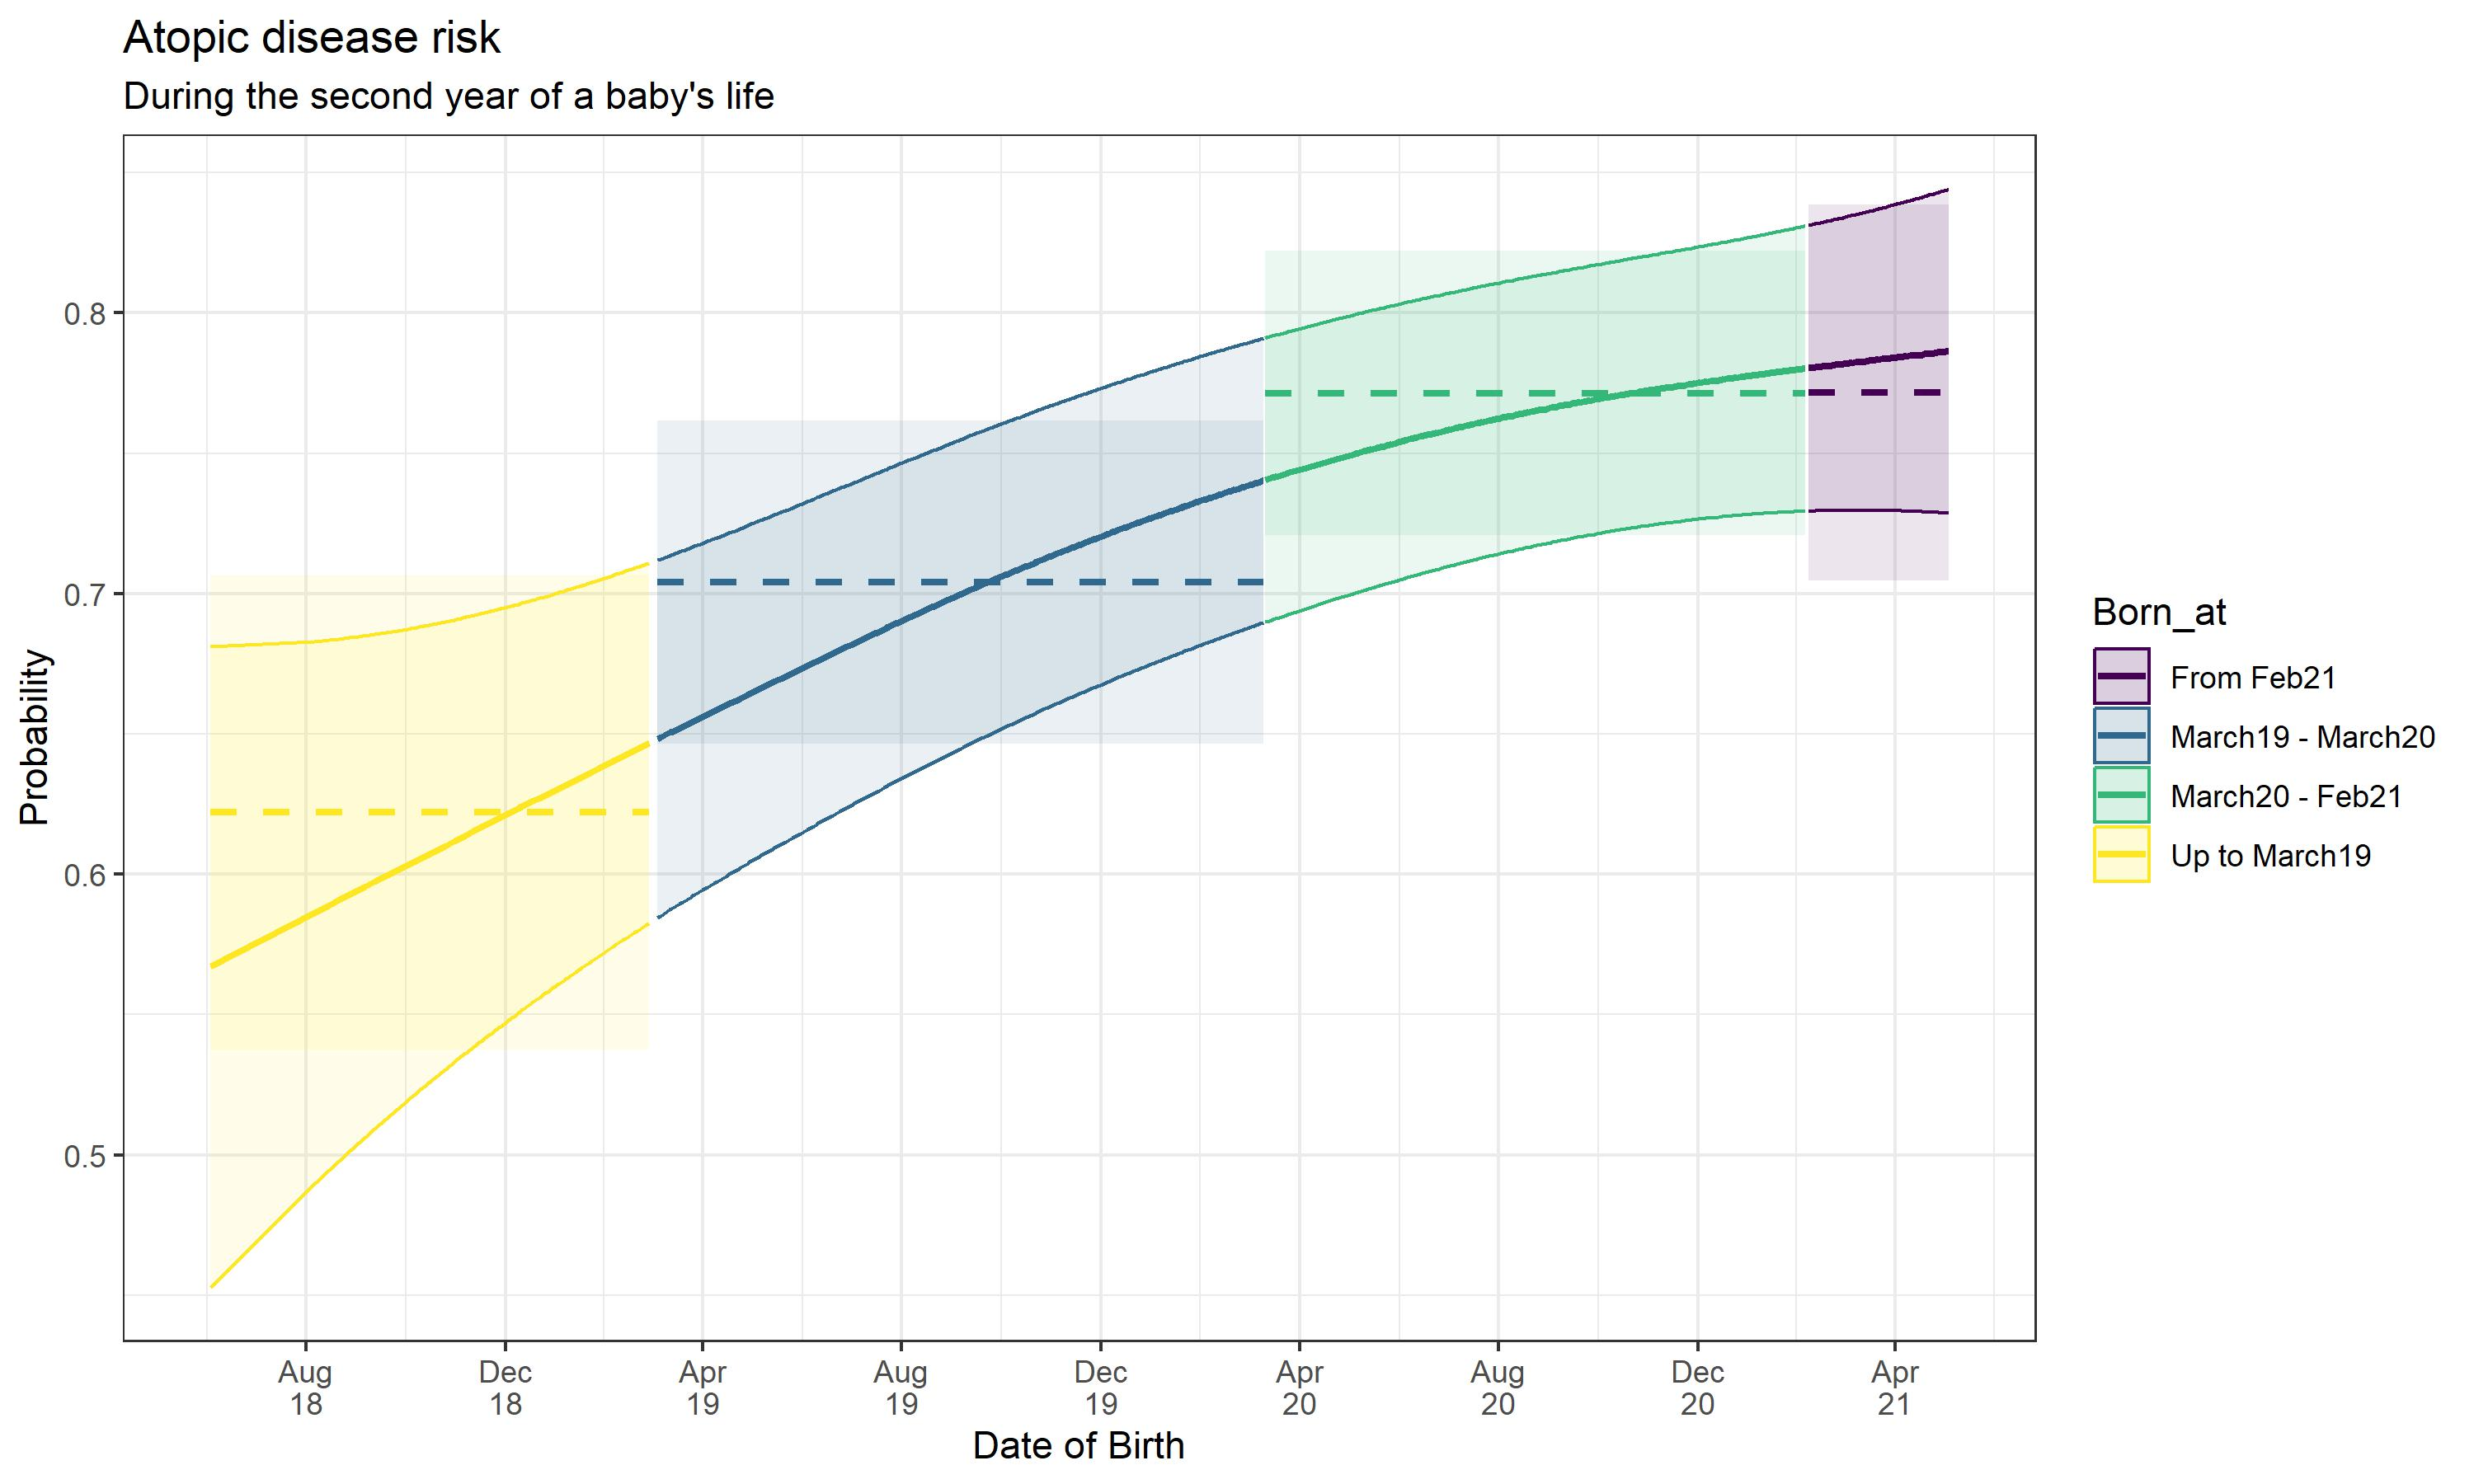 Atopic disease risk
During the second year of a baby's life
Probability
0.8
0.7
0.6
0.5
Aug
18
Dec
18
Apr
19
Aug
19
Dec
19
Apr
20
Aug
20
Dec
20
Apr
21
Date of Birth
Born_at
From Feb21
March19 - March20
March20 - Feb21
Up to March19